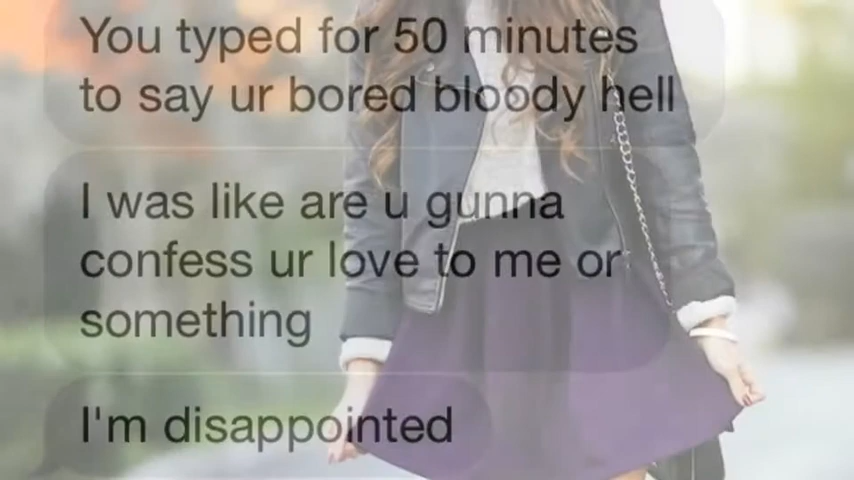 You typed for 50 minutes
to say ur bored bloody hell
I was like are u gunna
confess ur love to me or
something
I'm disappointed